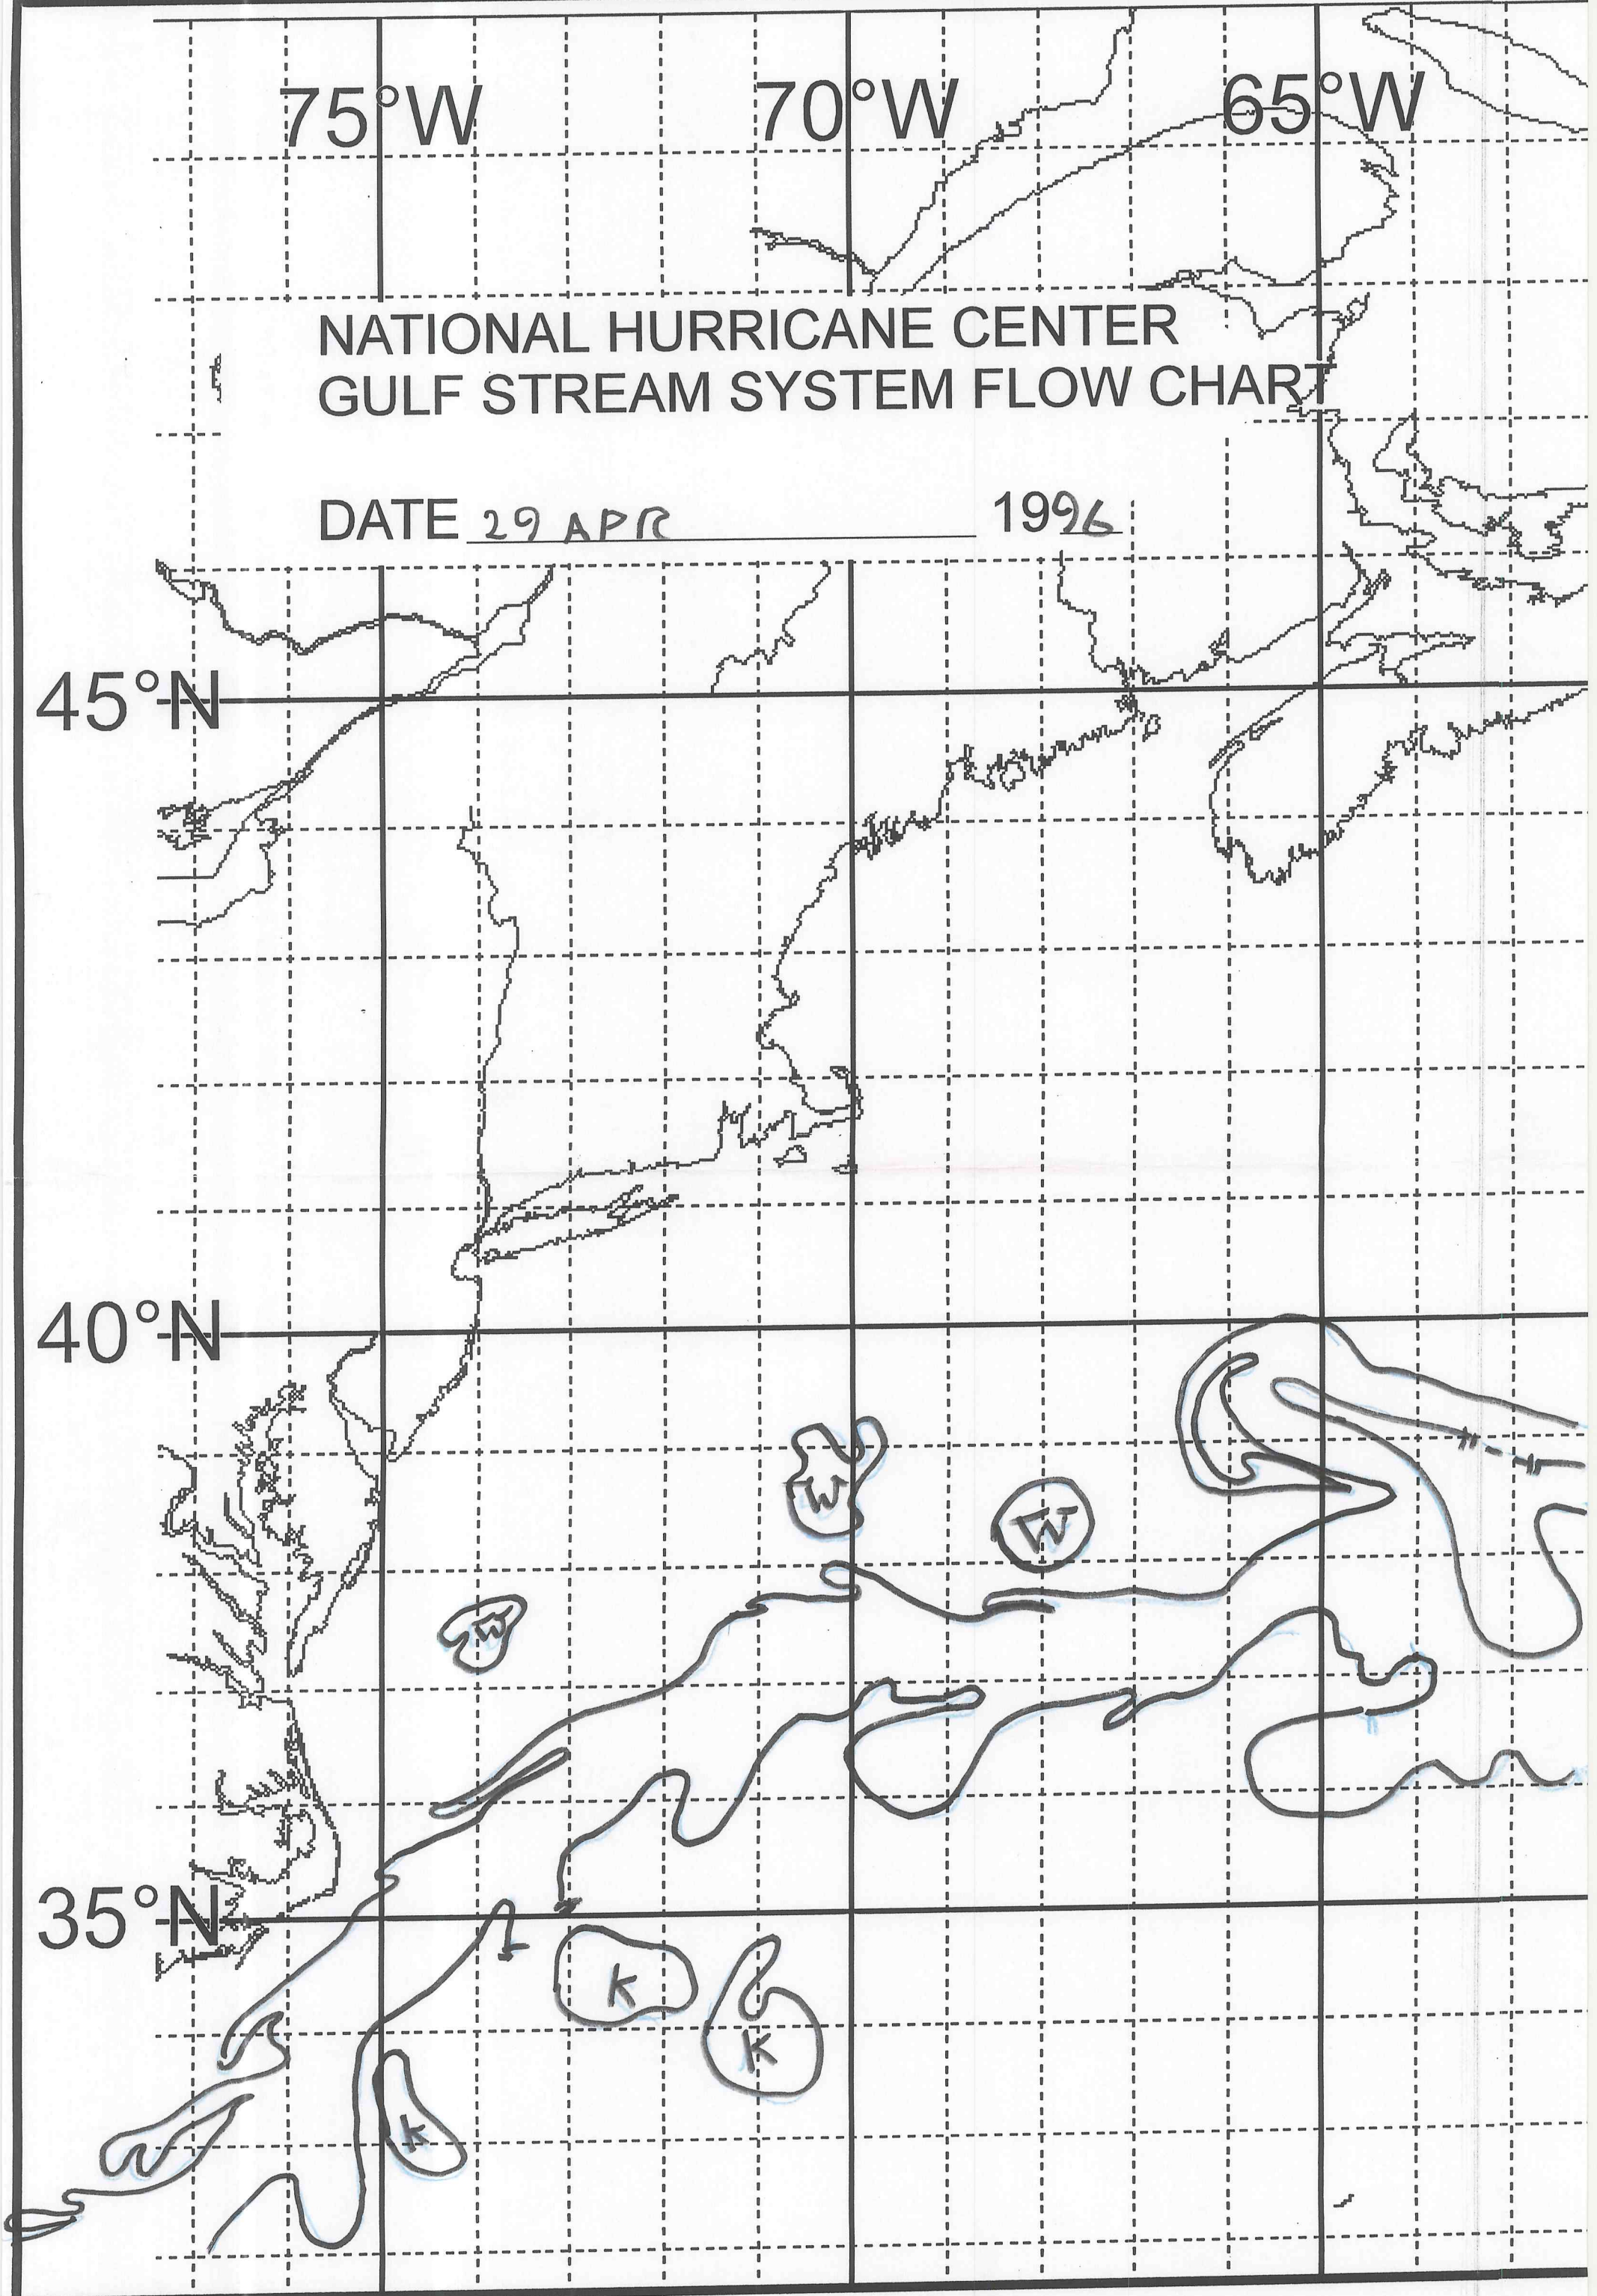 75°W 70°W 65°W
NATIONAL HURRICANE CENTER
GULF STREAM SYSTEM FLOW CHART
DATE 29 APR 1996
45°N
40°N
W
W
W
35°N
K
K
K